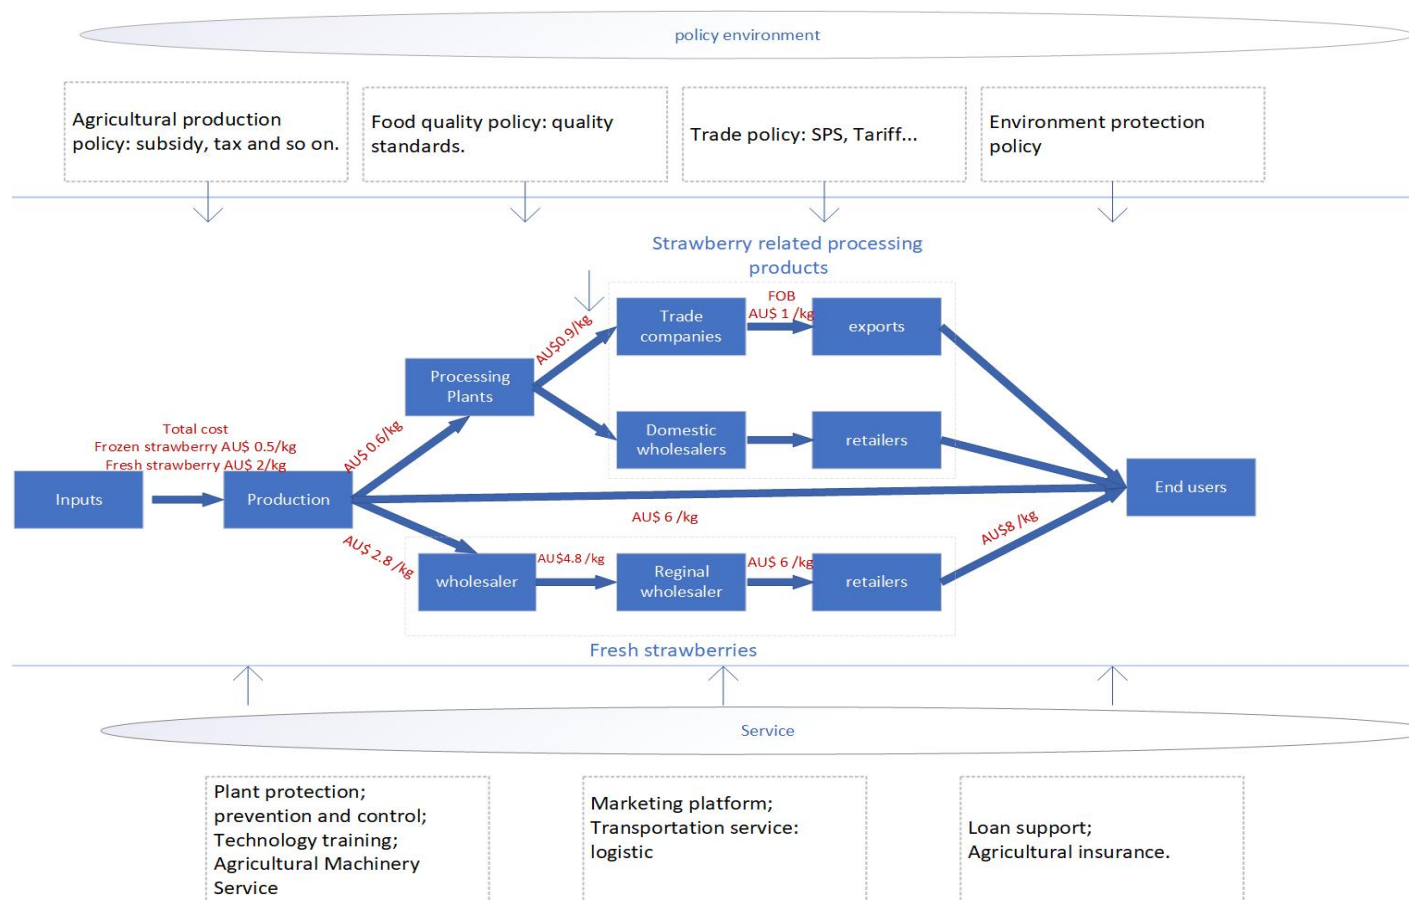 policy environment
Agricultural production
policy: subsidy, tax and so on.
Food quality policy: quality
standards.
Trade policy: SPS, Tariff...
Environment protection
policy
Strawberry related processing
products
FOB
AU$ 1 /kg
Trade
companies
exports
AU$0.9/kg
Processing
Plants
Domestic
wholesalers
retailers
Total cost
Frozen strawberry AU$ 0.5/kg
Fresh strawberry AU$ 2/kg
AU$ 0.6/kg
Inputs
Production
End users
AU$ 6 /kg
AU$ 2.8 /kg
AU$4.8 /kg
AU$ 6 /kg
AU$8 /kg
wholesaler
Reginal
wholesaler
retailers
Fresh strawberries
Service
Plant protection;
prevention and control;
Technology training;
Agricultural Machinery
Service
Marketing platform;
Transportation service:
logistic
Loan support;
Agricultural insurance.